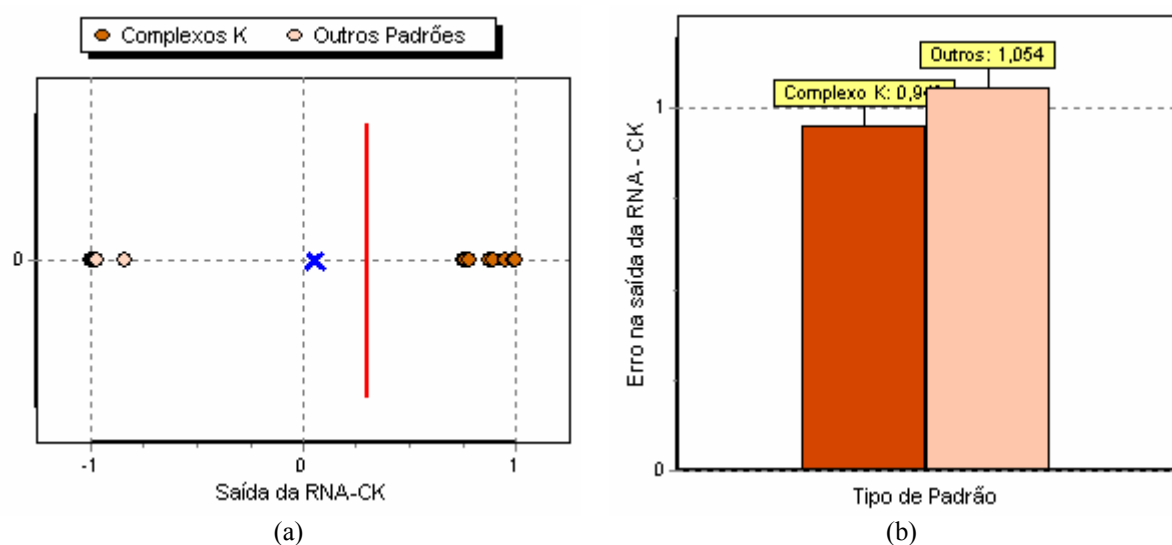 Complexos K Outros Padrões
0
-1 0 1
Saída da RNA-CK
(a)
Outros: 1,054
Complexo K:
1
0
Erro na saída da RNA - CK
Tipo de Padrão
(b)